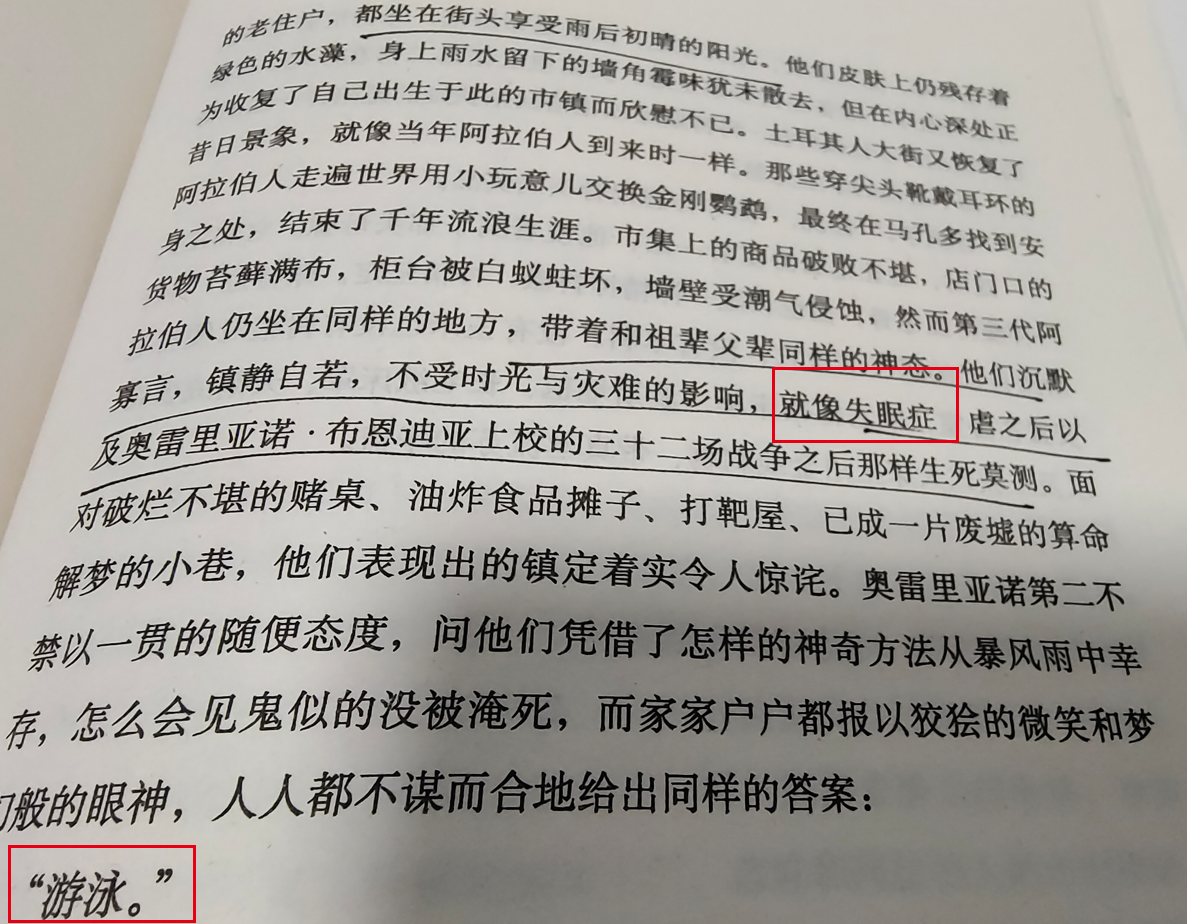 的老住户，都坐在街头享受雨后初晴的阳光。他们皮肤上仍残存着
绿色的水藻，身上雨水留下的墙角霉味犹未散去，但在内心深处正
为收复了自己出生于此的市镇而欣慰不已。土耳其人大街又恢复了
昔日景象，就像当年阿拉伯人到来时一样。那些穿尖头靴戴耳环的
阿拉伯人走遍世界用小玩意儿交换金刚鹦鹉，最终在马孔多找到安
身之处，结束了千年流浪生涯。市集上的商品破败不堪，店门口的
货物苔藓满布，柜台被白蚁蛀坏，墙壁受潮气侵蚀，然而第三代阿
拉伯人仍坐在同样的地方，带着和祖辈父辈同样的神态。他们沉默
寡言，镇静自若，不受时光与灾难的影响，就像失眠症 虐之后以
及奥雷里亚诺·布恩迪亚上校的三十二场战争之后那样生死莫测。面
对破烂不堪的赌桌、油炸食品摊子、打靶屋、已成一片废墟的算命
解梦的小巷，他们表现出的镇定着实令人惊诧。奥雷里亚诺第二不
禁以一贯的随便态度，问他们凭借了怎样的神奇方法从暴风雨中幸
存，怎么会见鬼似的没被淹死，而家家户户都报以狡狯的微笑和梦
幻般的眼神，人人都不谋而合地给出同样的答案：
“游泳。”